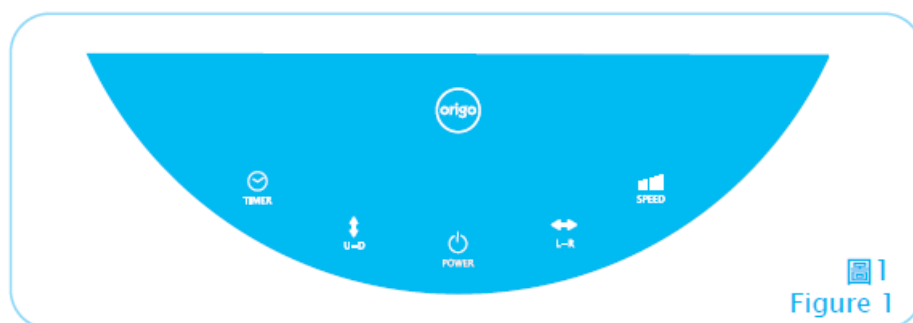 origo
TIMER
SPEED
U-D
L-R
POWER
圖1
Figure 1